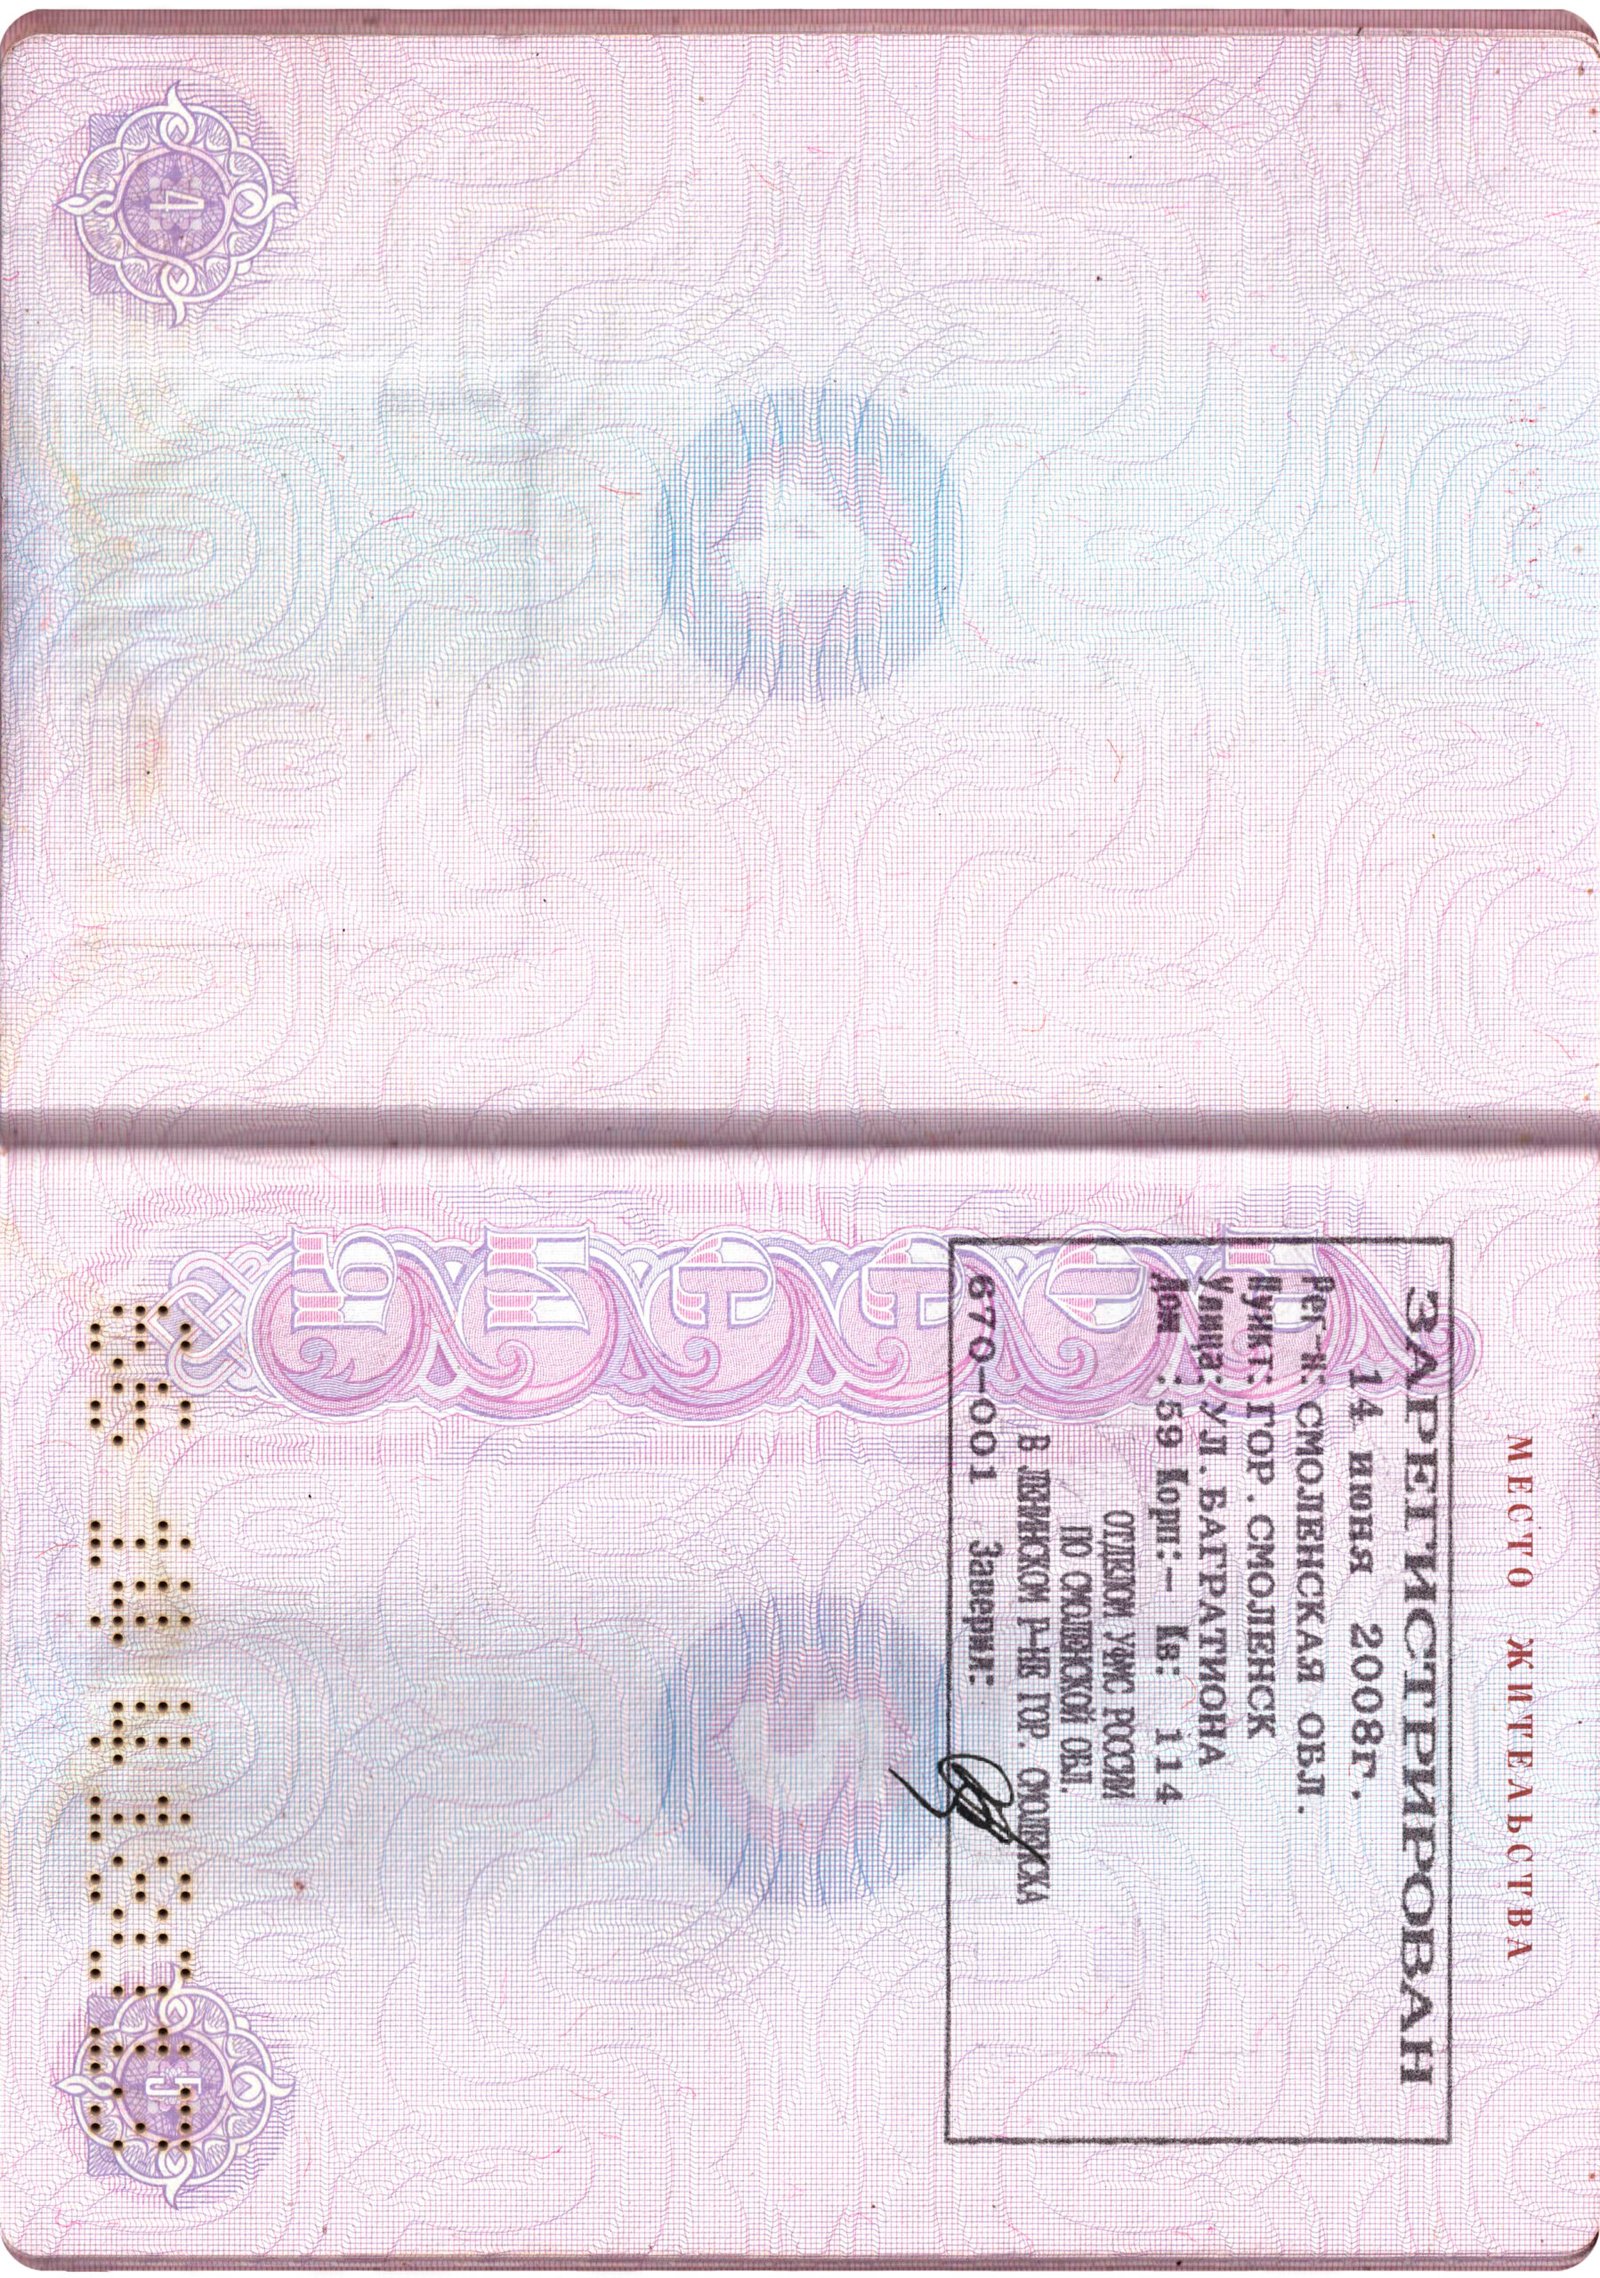 4
МЕСТО ЖИТЕЛЬСТВА
ЗАРЕГИСТРИРОВАН
14 июня 2008г.
Рег-н: СМОЛЕНСКАЯ ОБЛ.
Пункт: ГОР.СМОЛЕНСК
Улица: УЛ.БАГРАТИОНА
Дом :59 Корп:- Кв: 114
ОТДЕЛОМ УФМС РОССИИ
ПО СМОЛЕНСКОЙ ОБЛ.
В ЛЕНИНСКОМ Р-НЕ ГОР. СМОЛЕНСКА
670-001 Заверил:
5